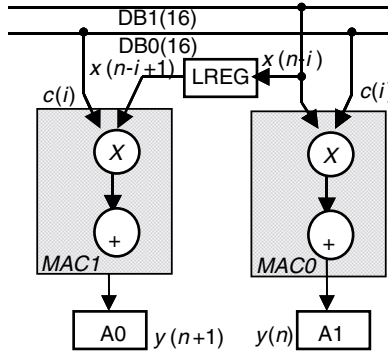 DB1(16)
DB0(16)
x(n-i+1)
LREG
x(n-i)
c(i)
c(i)
X
X
+
+
MAC1
MAC0
A0
y(n+1)
y(n)
A1